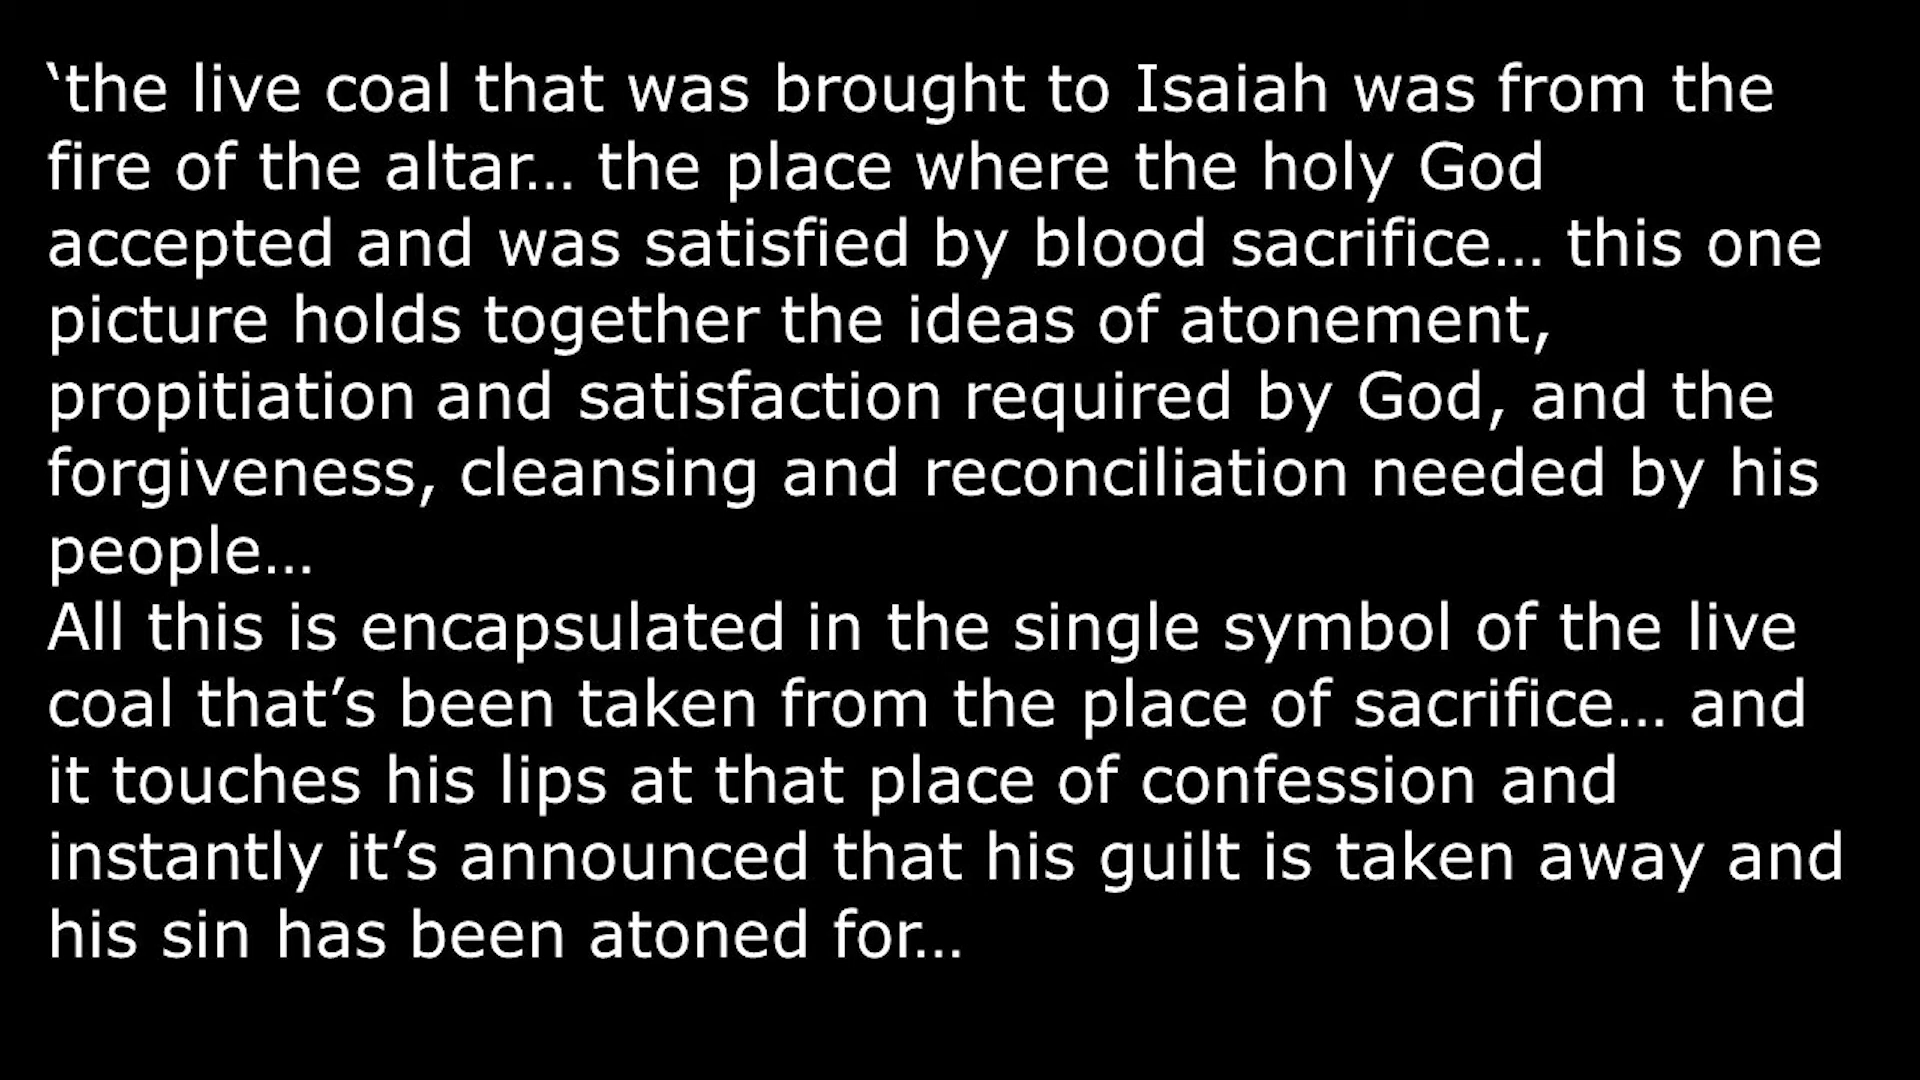 ‘the live coal that was brought to Isaiah was from the
fire of the altar… the place where the holy God
accepted and was satisfied by blood sacrifice… this one
picture holds together the ideas of atonement,
propitiation and satisfaction required by God, and the
forgiveness, cleansing and reconciliation needed by his
people…
All this is encapsulated in the single symbol of the live
coal that’s been taken from the place of sacrifice… and
it touches his lips at that place of confession and
instantly it’s announced that his guilt is taken away and
his sin has been atoned for…